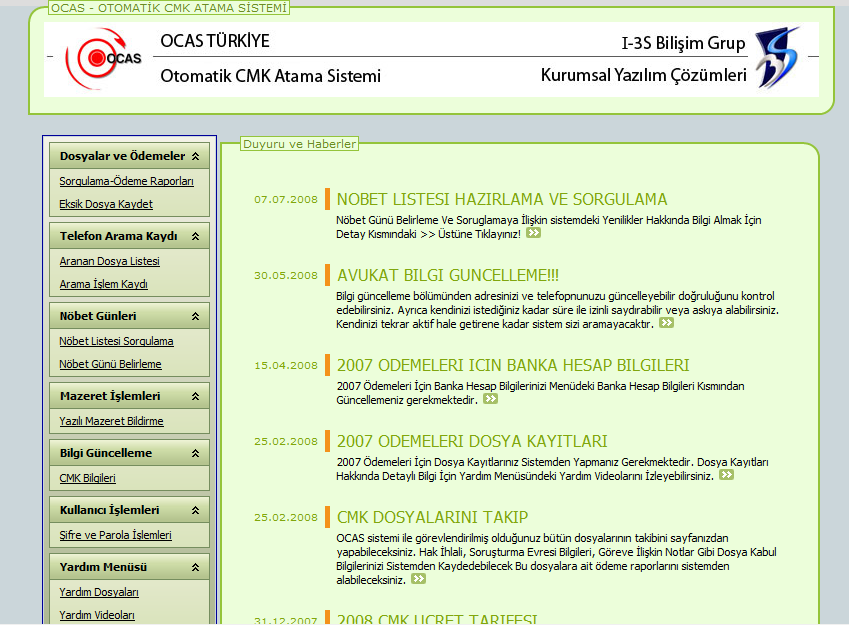 OCAS - OTOMATİK CMK ATAMA SİSTEMİ
OCAS
OCAS TÜRKİYE
Otomatik CMK Atama Sistemi
I-3S Bilişim Grup
Kurumsal Yazılım Çözümleri
Dosyalar ve Ödemeler
Sorgulama-Ödeme Raporları
Eksik Dosya Kaydet
Telefon Arama Kaydı
Aranan Dosya Listesi
Arama İşlem Kaydı
Nöbet Günleri
Nöbet Listesi Sorgulama
Nöbet Günü Belirleme
Mazeret İşlemleri
Yazılı Mazeret Bildirme
Bilgi Güncelleme
CMK Bilgileri
Kullanıcı İşlemleri
Sifre ve Parola İşlemleri
Yardım Menüsü
Yardım Dosyaları
Yardım Videoları
Duyuru ve Haberler
07.07.2008 NOBET LISTESI HAZIRLAMA VE SORGULAMA
Nöbet Günü Belirleme Ve Soruglamaya İlişkin sistemdeki Yenilikler Hakkında Bilgi Almak İçin
Detay Kısmındaki >> Üstüne Tıklayınız!
30.05.2008 AVUKAT BILGI GUNCELLEME!!!
Bilgi güncelleme bölümünden adresinizi ve telefopnunuzu güncelleyebilir doğruluğunu kontrol
edebilirsiniz. Ayrıca kendinizi istediğiniz kadar süre ile izinli saydırabilir veya askıya alabilirsiniz.
Kendinizi tekrar aktif hale getirene kadar sistem sizi aramayacaktır.
15.04.2008 2007 ODEMELERI ICIN BANKA HESAP BILGILERI
2007 Ödemeleri İçin Banka Hesap Bilgilerinizi Menüdeki Banka Hesap Bilgileri Kısmından
Güncellemeniz gerekmektedir.
25.02.2008 2007 ODEMELERI DOSYA KAYITLARI
2007 Ödemeleri İçin Dosya Kayıtlarınız Sistemden Yapmanız Gerekmektedir. Dosya Kayıtları
Hakkında Detaylı Bilgi İçin Yardım Menüsündeki Yardım Videolarını İzleyebilirsiniz.
25.02.2008 CMK DOSYALARINI TAKIP
OCAS sistemi ile görevlendirilmiş olduğunuz bütün dosyalarının takibini sayfanızdan
yapabileceksiniz. Hak İhlali, Soruşturma Evresi Bilgileri, Göreve İlişkin Notlar Gibi Dosya Kabul
Bilgilerinizi Sistemden Kaydedebilecek Bu dosyalara ait ödeme raporlarını sistemden
alabileceksiniz.
31.12.2007 2008 CMK UCRET TARIFESI